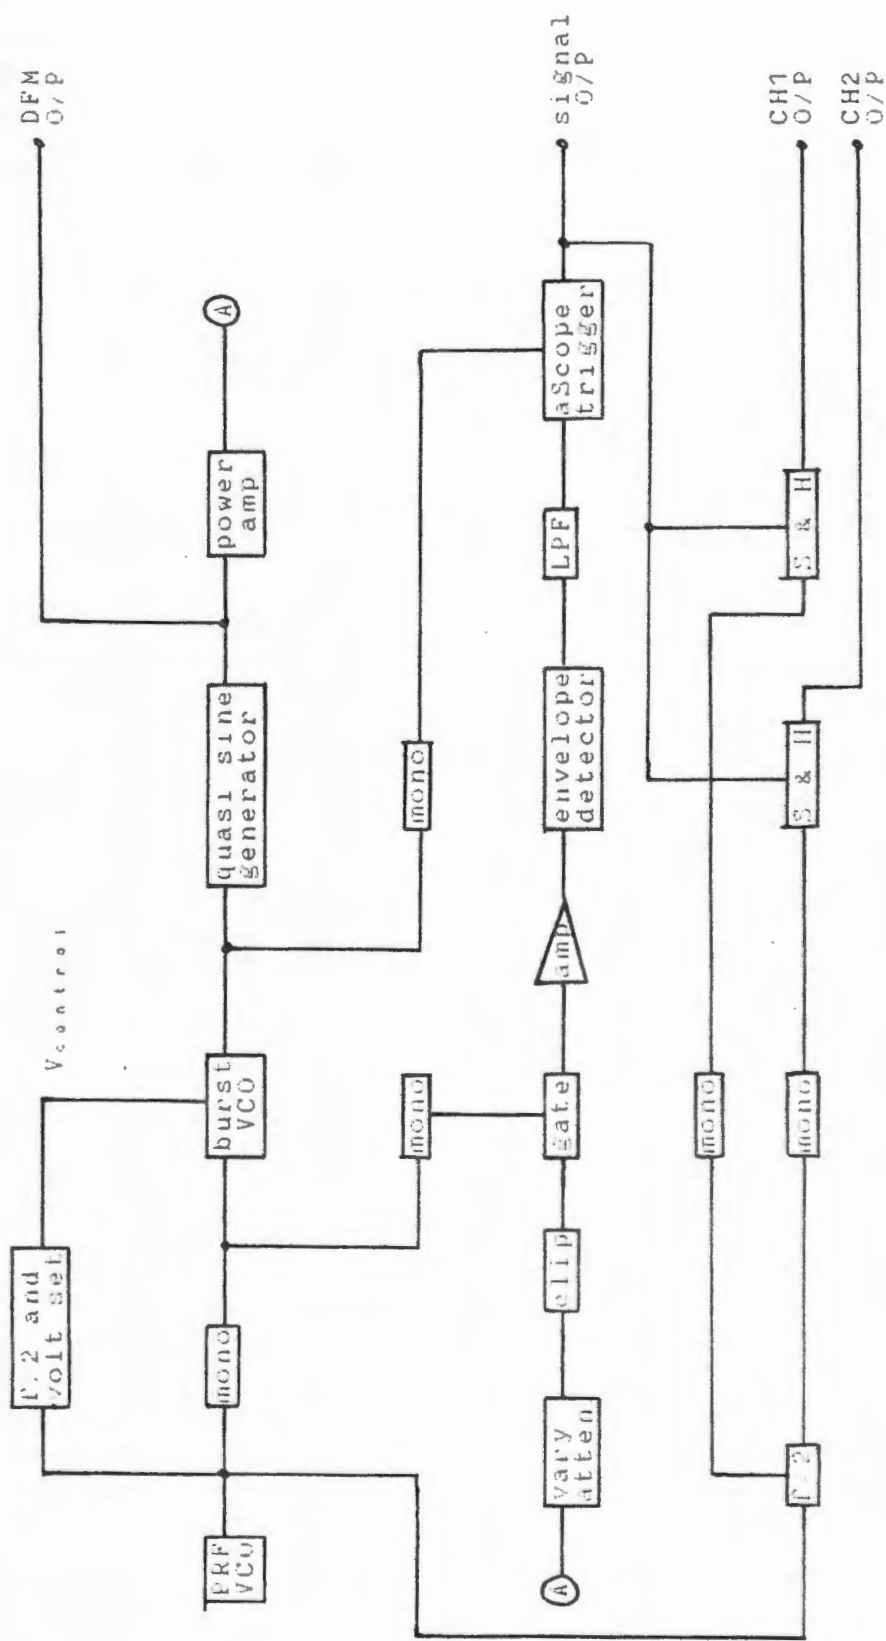 DFM
O/P
Vcontrol
÷2 and
volt set
PRF
VCO
mono
burst
VCO
quasi sine
generator
power
amp
A
mono
mono
A
vary
atten
clip
gate
amp
envelope
detector
LPF
aScope
trigger
signal
O/P
mono
÷2
mono
S & H
S & H
CH1
O/P
CH2
O/P